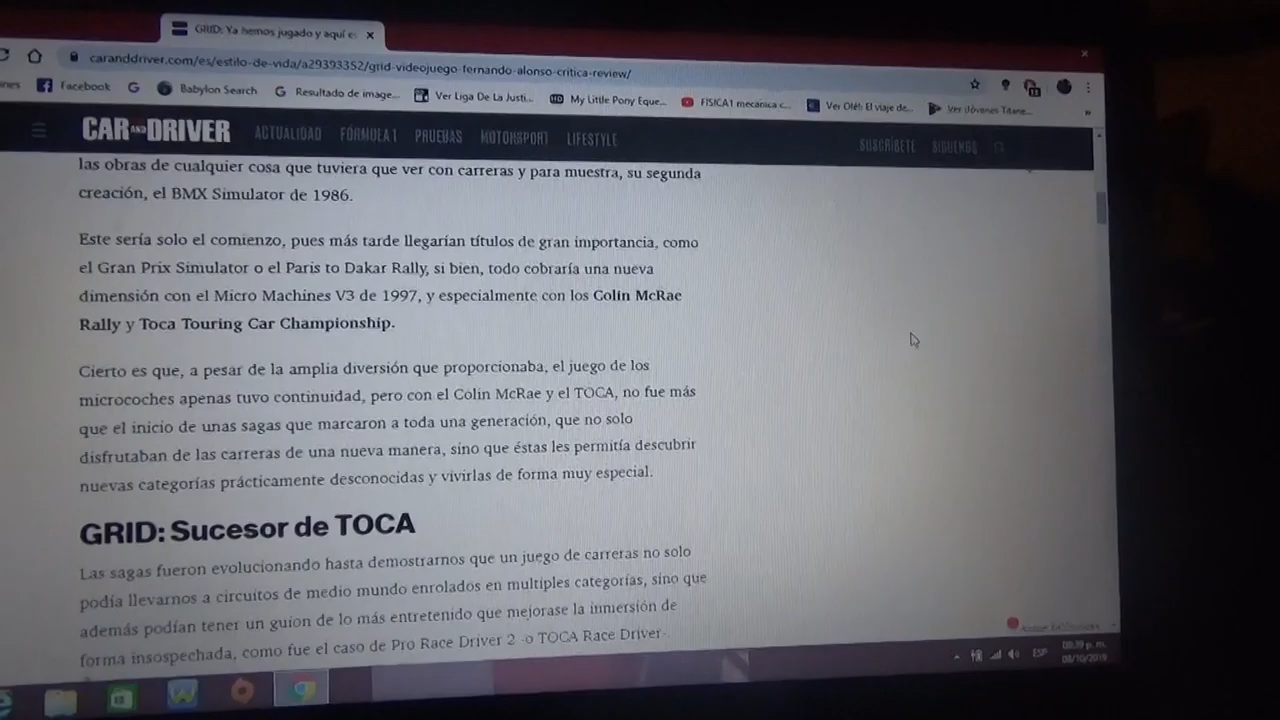 GRID: Ya hemos jugado y aquí es
caranddriver.com/es/estilo-de-vida/a29393352/grid-videojuego-fernando-alonso-critica-review/
nes Facebook Babylon Search Resultado de image... Ver Liga De La Justi... My Little Pony Eque... FISICA1 mecánica c... Ver Olé!: El viaje de... Ver Jóvenes Titane... »
CAR AND DRIVER ACTUALIDAD FÓRMULA 1 PRUEBAS MOTORSPORT LIFESTYLE SUSCRÍBETE SÍGUENOS
las obras de cualquier cosa que tuviera que ver con carreras y para muestra, su segunda
creación, el BMX Simulator de 1986.
Este sería solo el comienzo, pues más tarde llegarían títulos de gran importancia, como
el Gran Prix Simulator o el Paris to Dakar Rally, si bien, todo cobraría una nueva
dimensión con el Micro Machines V3 de 1997, y especialmente con los Colin McRae
Rally y Toca Touring Car Championship.
Cierto es que, a pesar de la amplia diversión que proporcionaba, el juego de los
microcoches apenas tuvo continuidad, pero con el Colin McRae y el TOCA, no fue más
que el inicio de unas sagas que marcaron a toda una generación, que no solo
disfrutaban de las carreras de una nueva manera, sino que éstas les permitía descubrir
nuevas categorías prácticamente desconocidas y vivirlas de forma muy especial.
GRID: Sucesor de TOCA
Las sagas fueron evolucionando hasta demostrarnos que un juego de carreras no solo
podía llevarnos a circuitos de medio mundo enrolados en multiples categorías, sino que
además podían tener un guion de lo más entretenido que mejorase la inmersión de
forma insospechada, como fue el caso de Pro Race Driver 2 -o TOCA Race Driver-
ESP 08:39 p. m.
08/10/2019